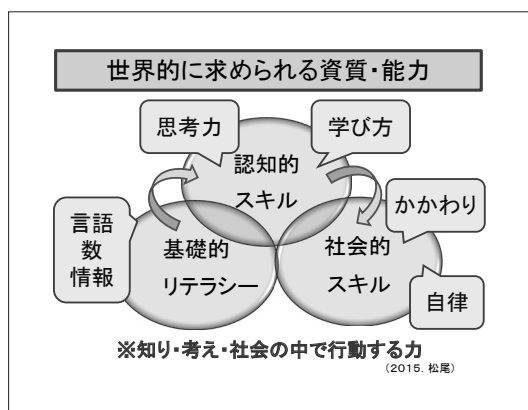 世界的に求められる資質・能力
思考力
学び方
認知的
スキル
かかわり
言語
数
情報
基礎的
リテラシー
社会的
スキル
自律
※知り・考え・社会の中で行動する力
（2015．松尾）